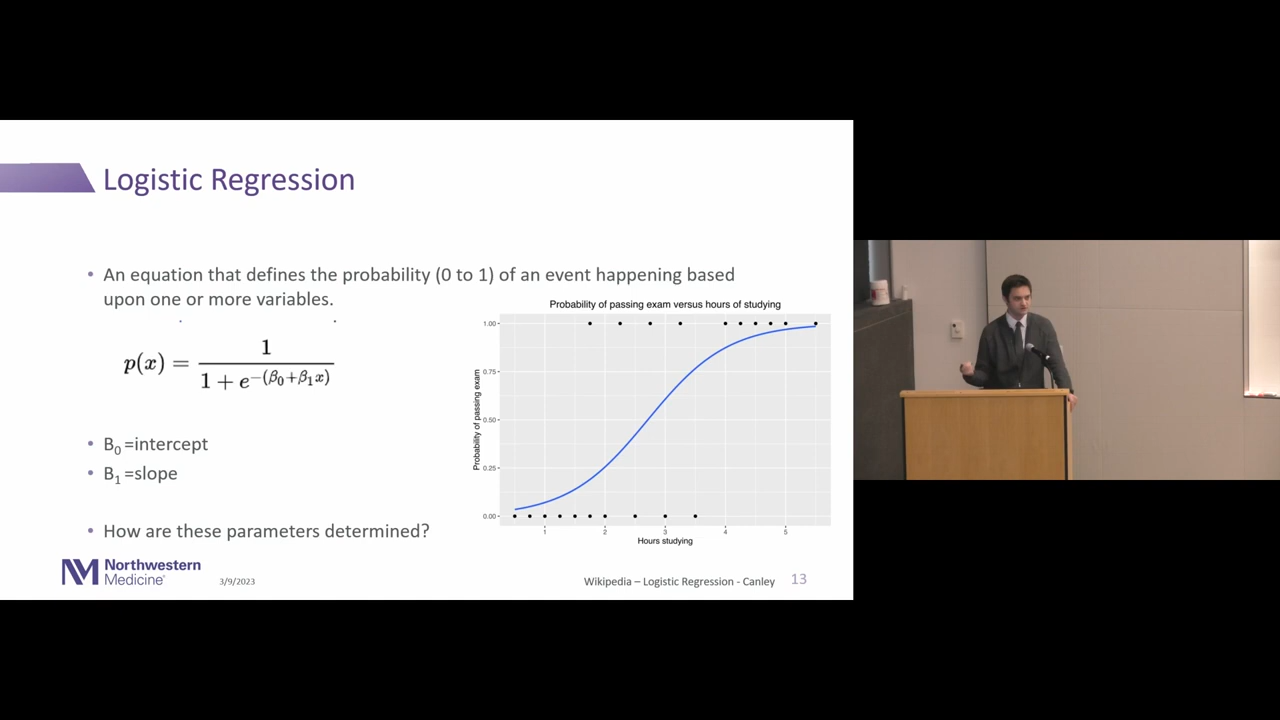 Logistic Regression
• An equation that defines the probability (0 to 1) of an event happening based
upon one or more variables.
p(x) = 1 / (1 + e^-(β0+β1x))
• B0 =intercept
• B1 =slope
• How are these parameters determined?
Probability of passing exam versus hours of studying
Probability of passing exam
1.00
0.75
0.50
0.25
0.00
1 2 3 4 5
Hours studying
Northwestern
Medicine®
3/9/2023
Wikipedia – Logistic Regression - Canley
13